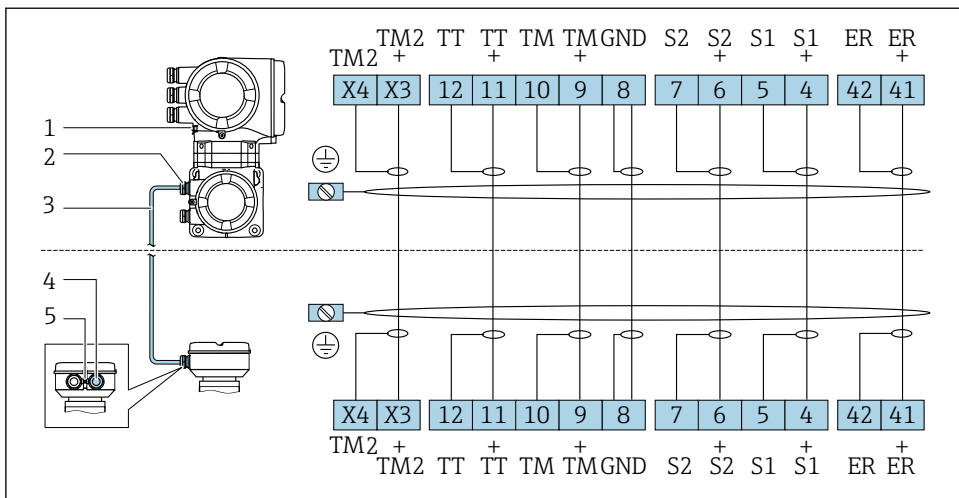 TM2 TT TT TM TM GND S2 S2 S1 S1 ER ER
TM2 + + + + + +
X4 X3 12 11 10 9 8 7 6 5 4 42 41
1
2
3
4
5
X4 X3 12 11 10 9 8 7 6 5 4 42 41
TM2 + + + + + +
TM2 TT TT TM TM GND S2 S2 S1 S1 ER ER